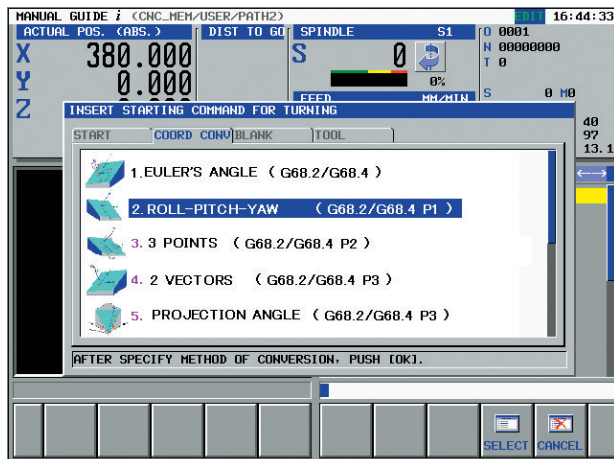 MANUAL GUIDE i (CNC_MEM/USER/PATH2) EDIT 16:44:33
ACTUAL POS. (ABS.) DIST TO GO SPINDLE S1 O 0001
X 380.000 S 0 N 00000000
T 0
Y 0.000 0%
FEED MM/MIN S 0 M0
Z
INSERT STARTING COMMAND FOR TURNING
40
START COORD CONV BLANK TOOL
97
13.1
1.EULER'S ANGLE ( G68.2/G68.4 )
2.ROLL-PITCH-YAW ( G68.2/G68.4 P1 )
3. 3 POINTS ( G68.2/G68.4 P2 )
4. 2 VECTORS ( G68.2/G68.4 P3 )
5. PROJECTION ANGLE ( G68.2/G68.4 P3 )
AFTER SPECIFY METHOD OF CONVERSION, PUSH [OK].
SELECT CANCEL